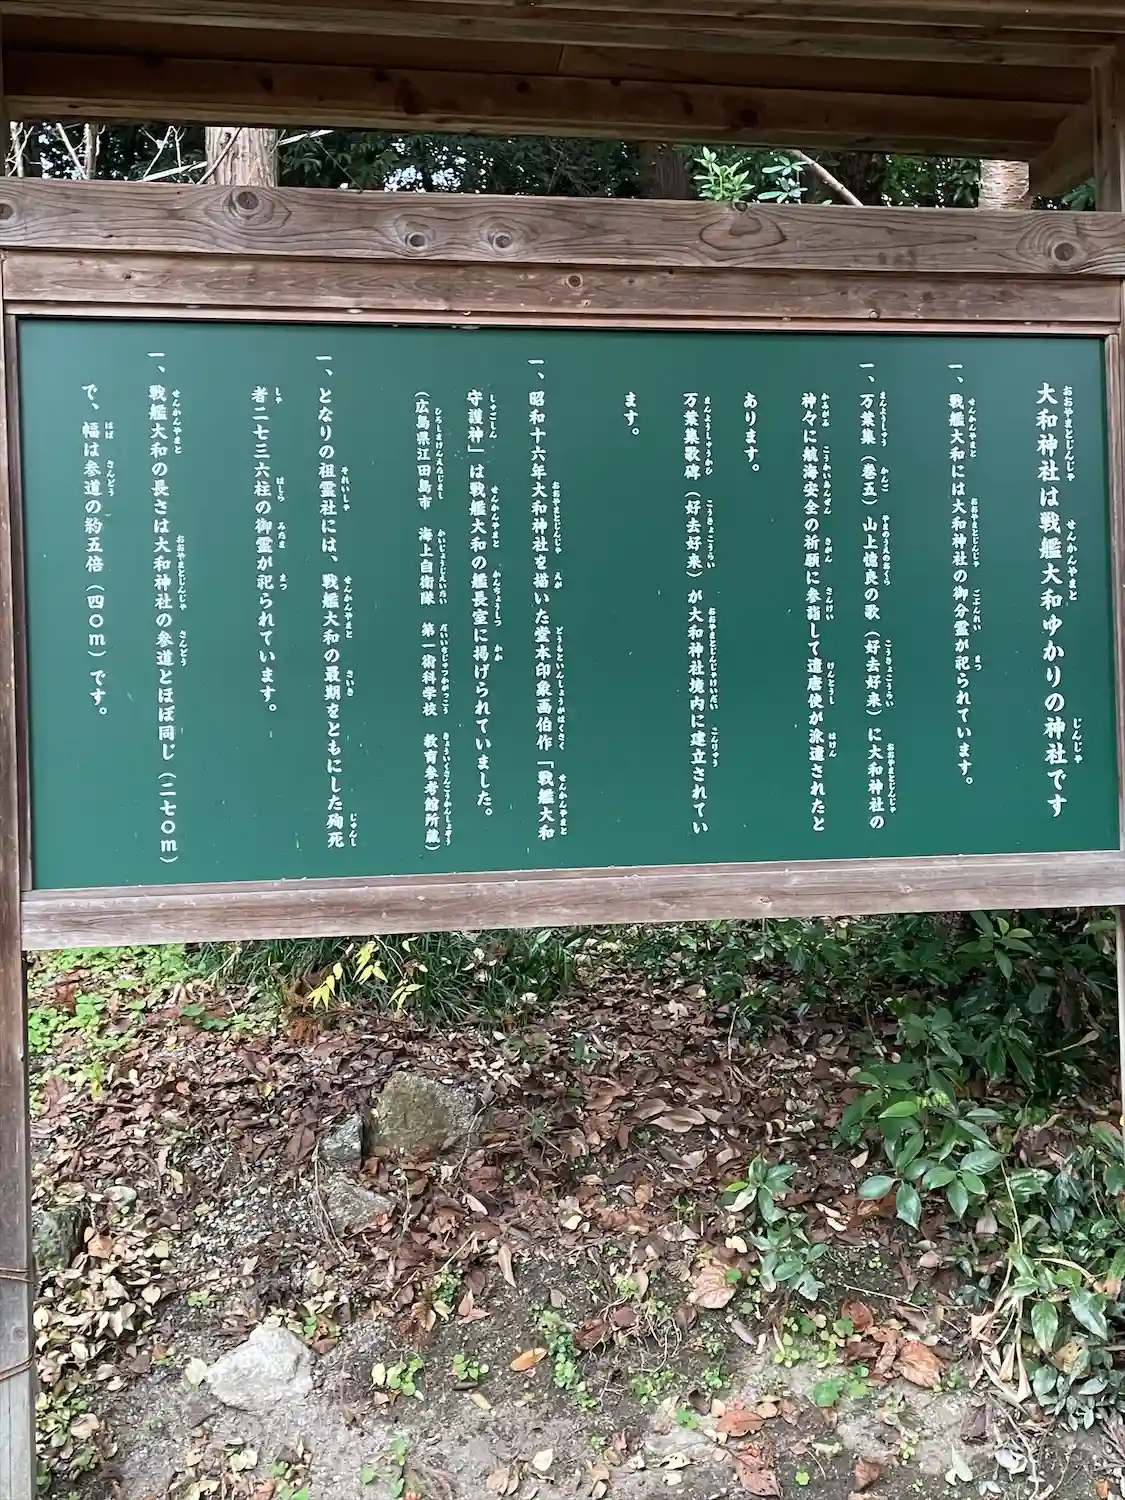 大和神社は戦艦大和ゆかりの神社です
一、戦艦大和には大和神社の御分霊が祀られています。
一、万葉集（巻五）山上憶良の歌（好去好来）に大和神社の
神々に航海安全の祈願に参詣して遣唐使が派遣されたと
あります。
万葉集歌碑（好去好来）が大和神社境内に建立されてい
ます。
一、昭和十六年大和神社を描いた堂本印象画伯作「戦艦大和
守護神」は戦艦大和の艦長室に掲げられていました。
（広島県江田島市　海上自衛隊　第一術科学校　教育参考館所蔵）
一、となりの祖霊社には、戦艦大和の最期をともにした殉死
者二七三六柱の御霊が祀られています。
一、戦艦大和の長さは大和神社の参道とほぼ同じ（二七〇ｍ）
で、幅は参道の約五倍（四〇ｍ）です。